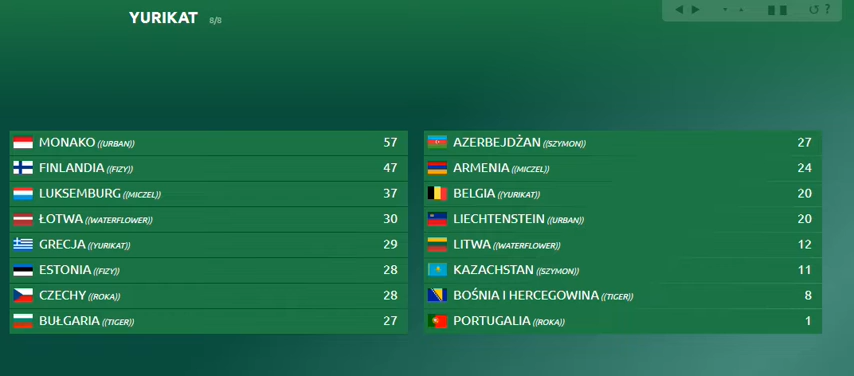 YURIKAT 8/8
?
MONAKO ((URBAN)) 57
FINLANDIA ((FIZY)) 47
LUKSEMBURG ((MICZEL)) 37
ŁOTWA ((WATERFLOWER)) 30
GRECJA ((YURIKAT)) 29
ESTONIA ((FIZY)) 28
CZECHY ((ROKA)) 28
BUŁGARIA ((TIGER)) 27
AZERBEJDŻAN ((SZYMON)) 27
ARMENIA ((MICZEL)) 24
BELGIA ((YURIKAT)) 20
LIECHTENSTEIN ((URBAN)) 20
LITWA ((WATERFLOWER)) 12
KAZACHSTAN ((SZYMON)) 11
BOŚNIA I HERCEGOWINA ((TIGER)) 8
PORTUGALIA ((ROKA)) 1